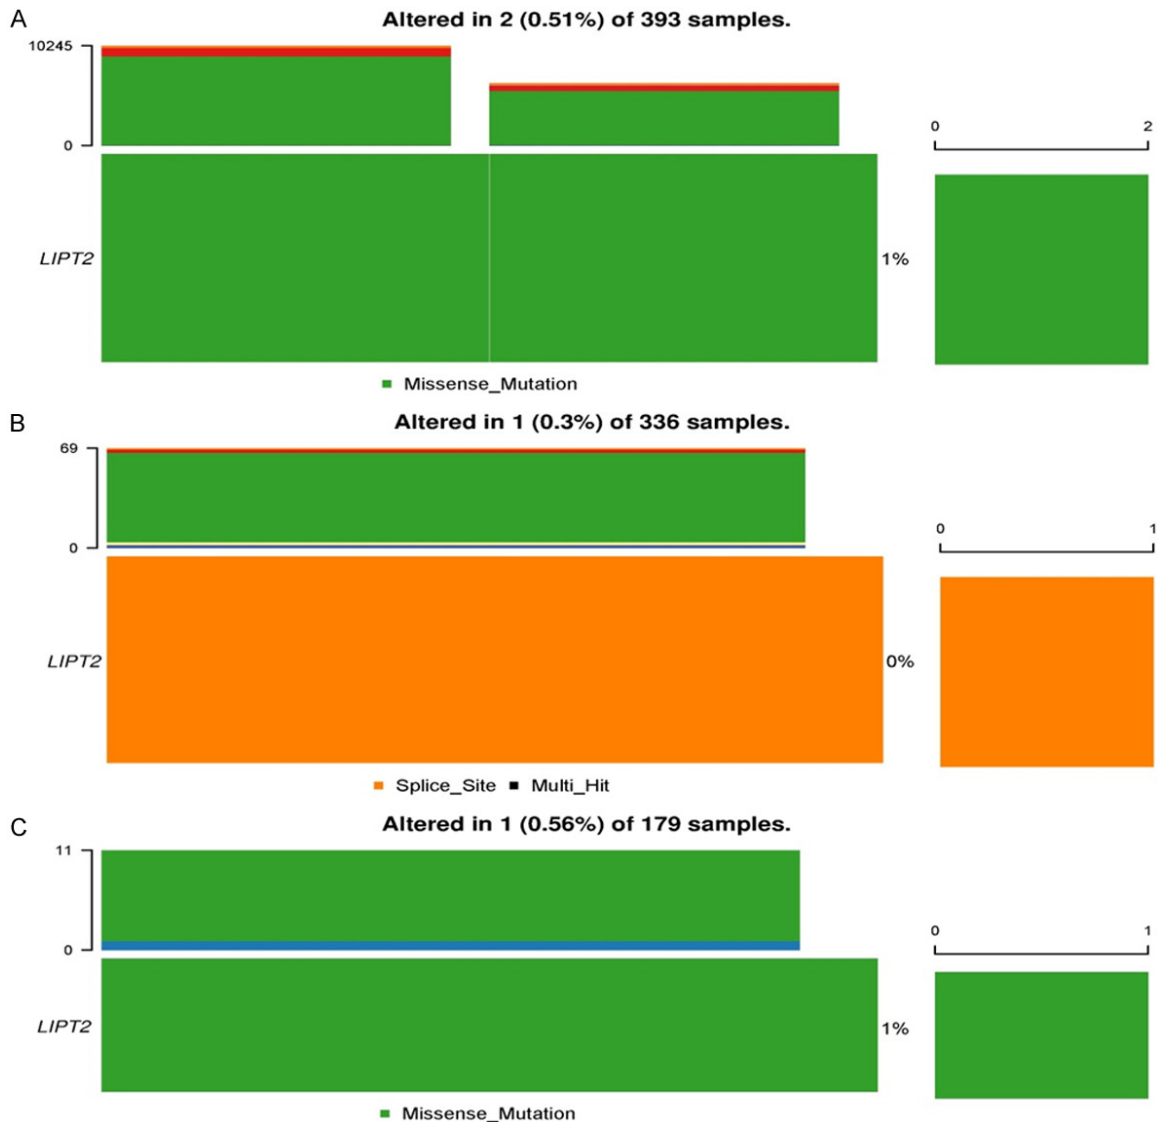 A
Altered in 2 (0.51%) of 393 samples.
10245
0
0 2
LIPT2
1%
Missense_Mutation
B
Altered in 1 (0.3%) of 336 samples.
69
0
0 1
LIPT2
0%
Splice_Site Multi_Hit
C
Altered in 1 (0.56%) of 179 samples.
11
0
0 1
LIPT2
1%
Missense_Mutation